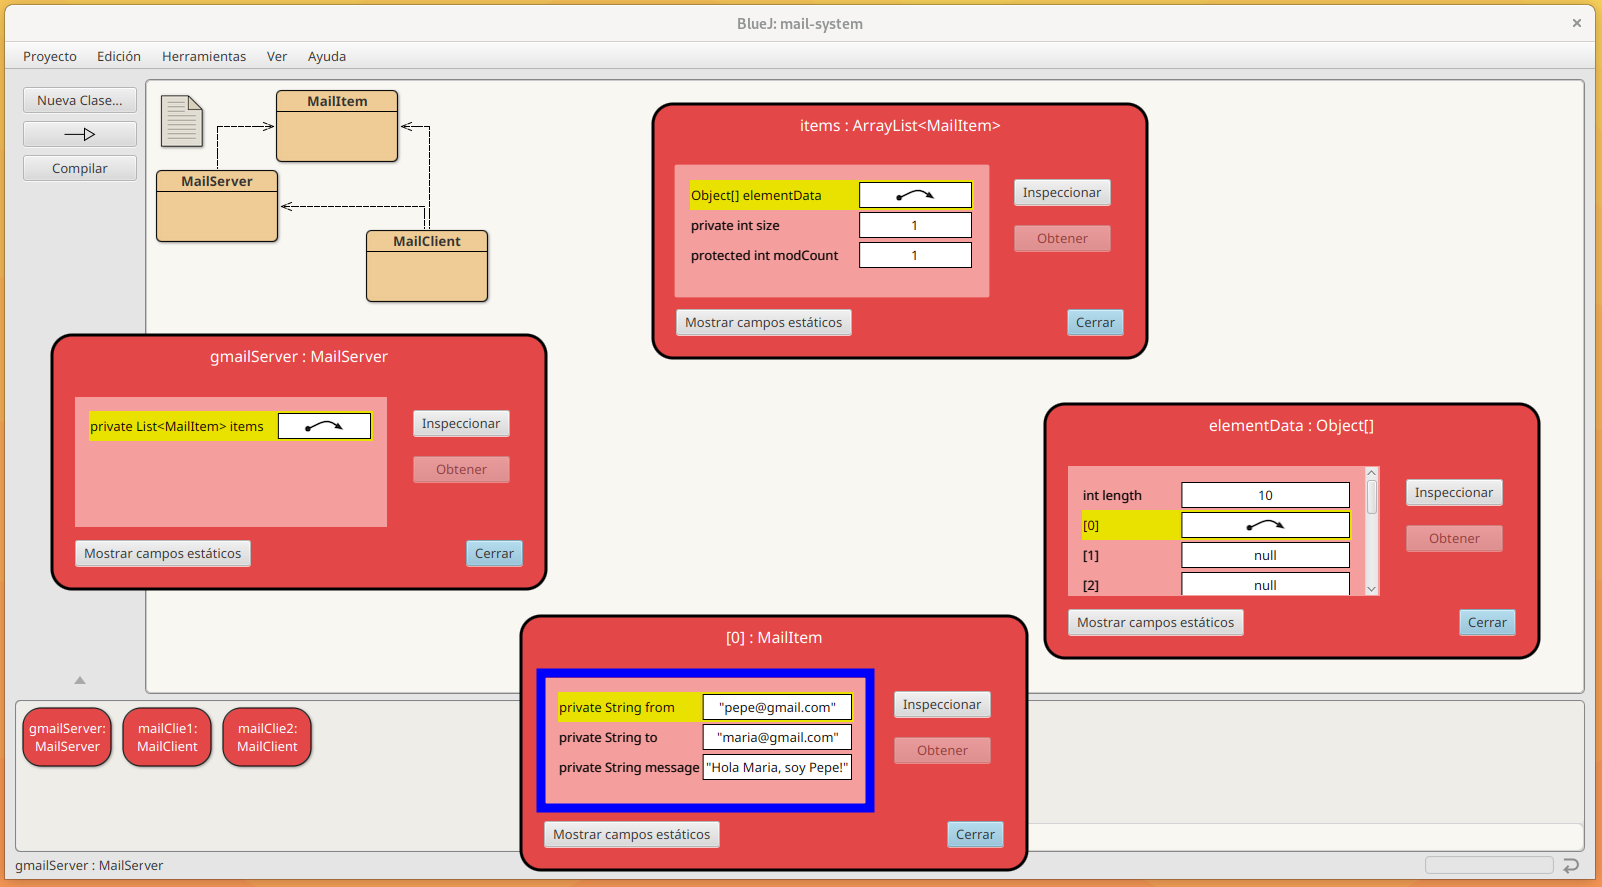 BlueJ: mail-system
Proyecto Edición Herramientas Ver Ayuda
Nueva Clase...
Compilar
MailItem
MailServer
MailClient
items : ArrayList<MailItem>
Object[] elementData
private int size 1
protected int modCount 1
Inspeccionar
Obtener
Mostrar campos estáticos
Cerrar
gmailServer : MailServer
private List<MailItem> items
Inspeccionar
Obtener
Mostrar campos estáticos
Cerrar
elementData : Object[]
int length 10
[0]
[1] null
[2] null
Inspeccionar
Obtener
Mostrar campos estáticos
Cerrar
[0] : MailItem
private String from "pepe@gmail.com"
private String to "maria@gmail.com"
private String message "Hola Maria, soy Pepe!"
Inspeccionar
Obtener
Mostrar campos estáticos
Cerrar
gmailServer:
MailServer
mailClie1:
MailClient
mailClie2:
MailClient
gmailServer : MailServer